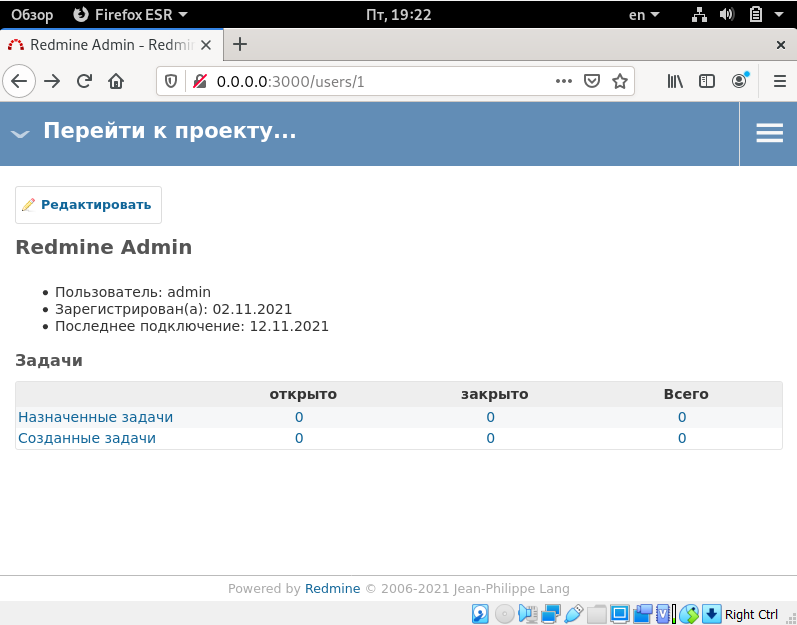 Обзор Firefox ESR Пт, 19:22 en
Redmine Admin - Redmi
0.0.0.0:3000/users/1
Перейти к проекту...
Редактировать
Redmine Admin
Пользователь: admin
Зарегистрирован(а): 02.11.2021
Последнее подключение: 12.11.2021
Задачи
открыто закрыто Всего
Назначенные задачи 0 0 0
Созданные задачи 0 0 0
Powered by Redmine © 2006-2021 Jean-Philippe Lang
Right Ctrl